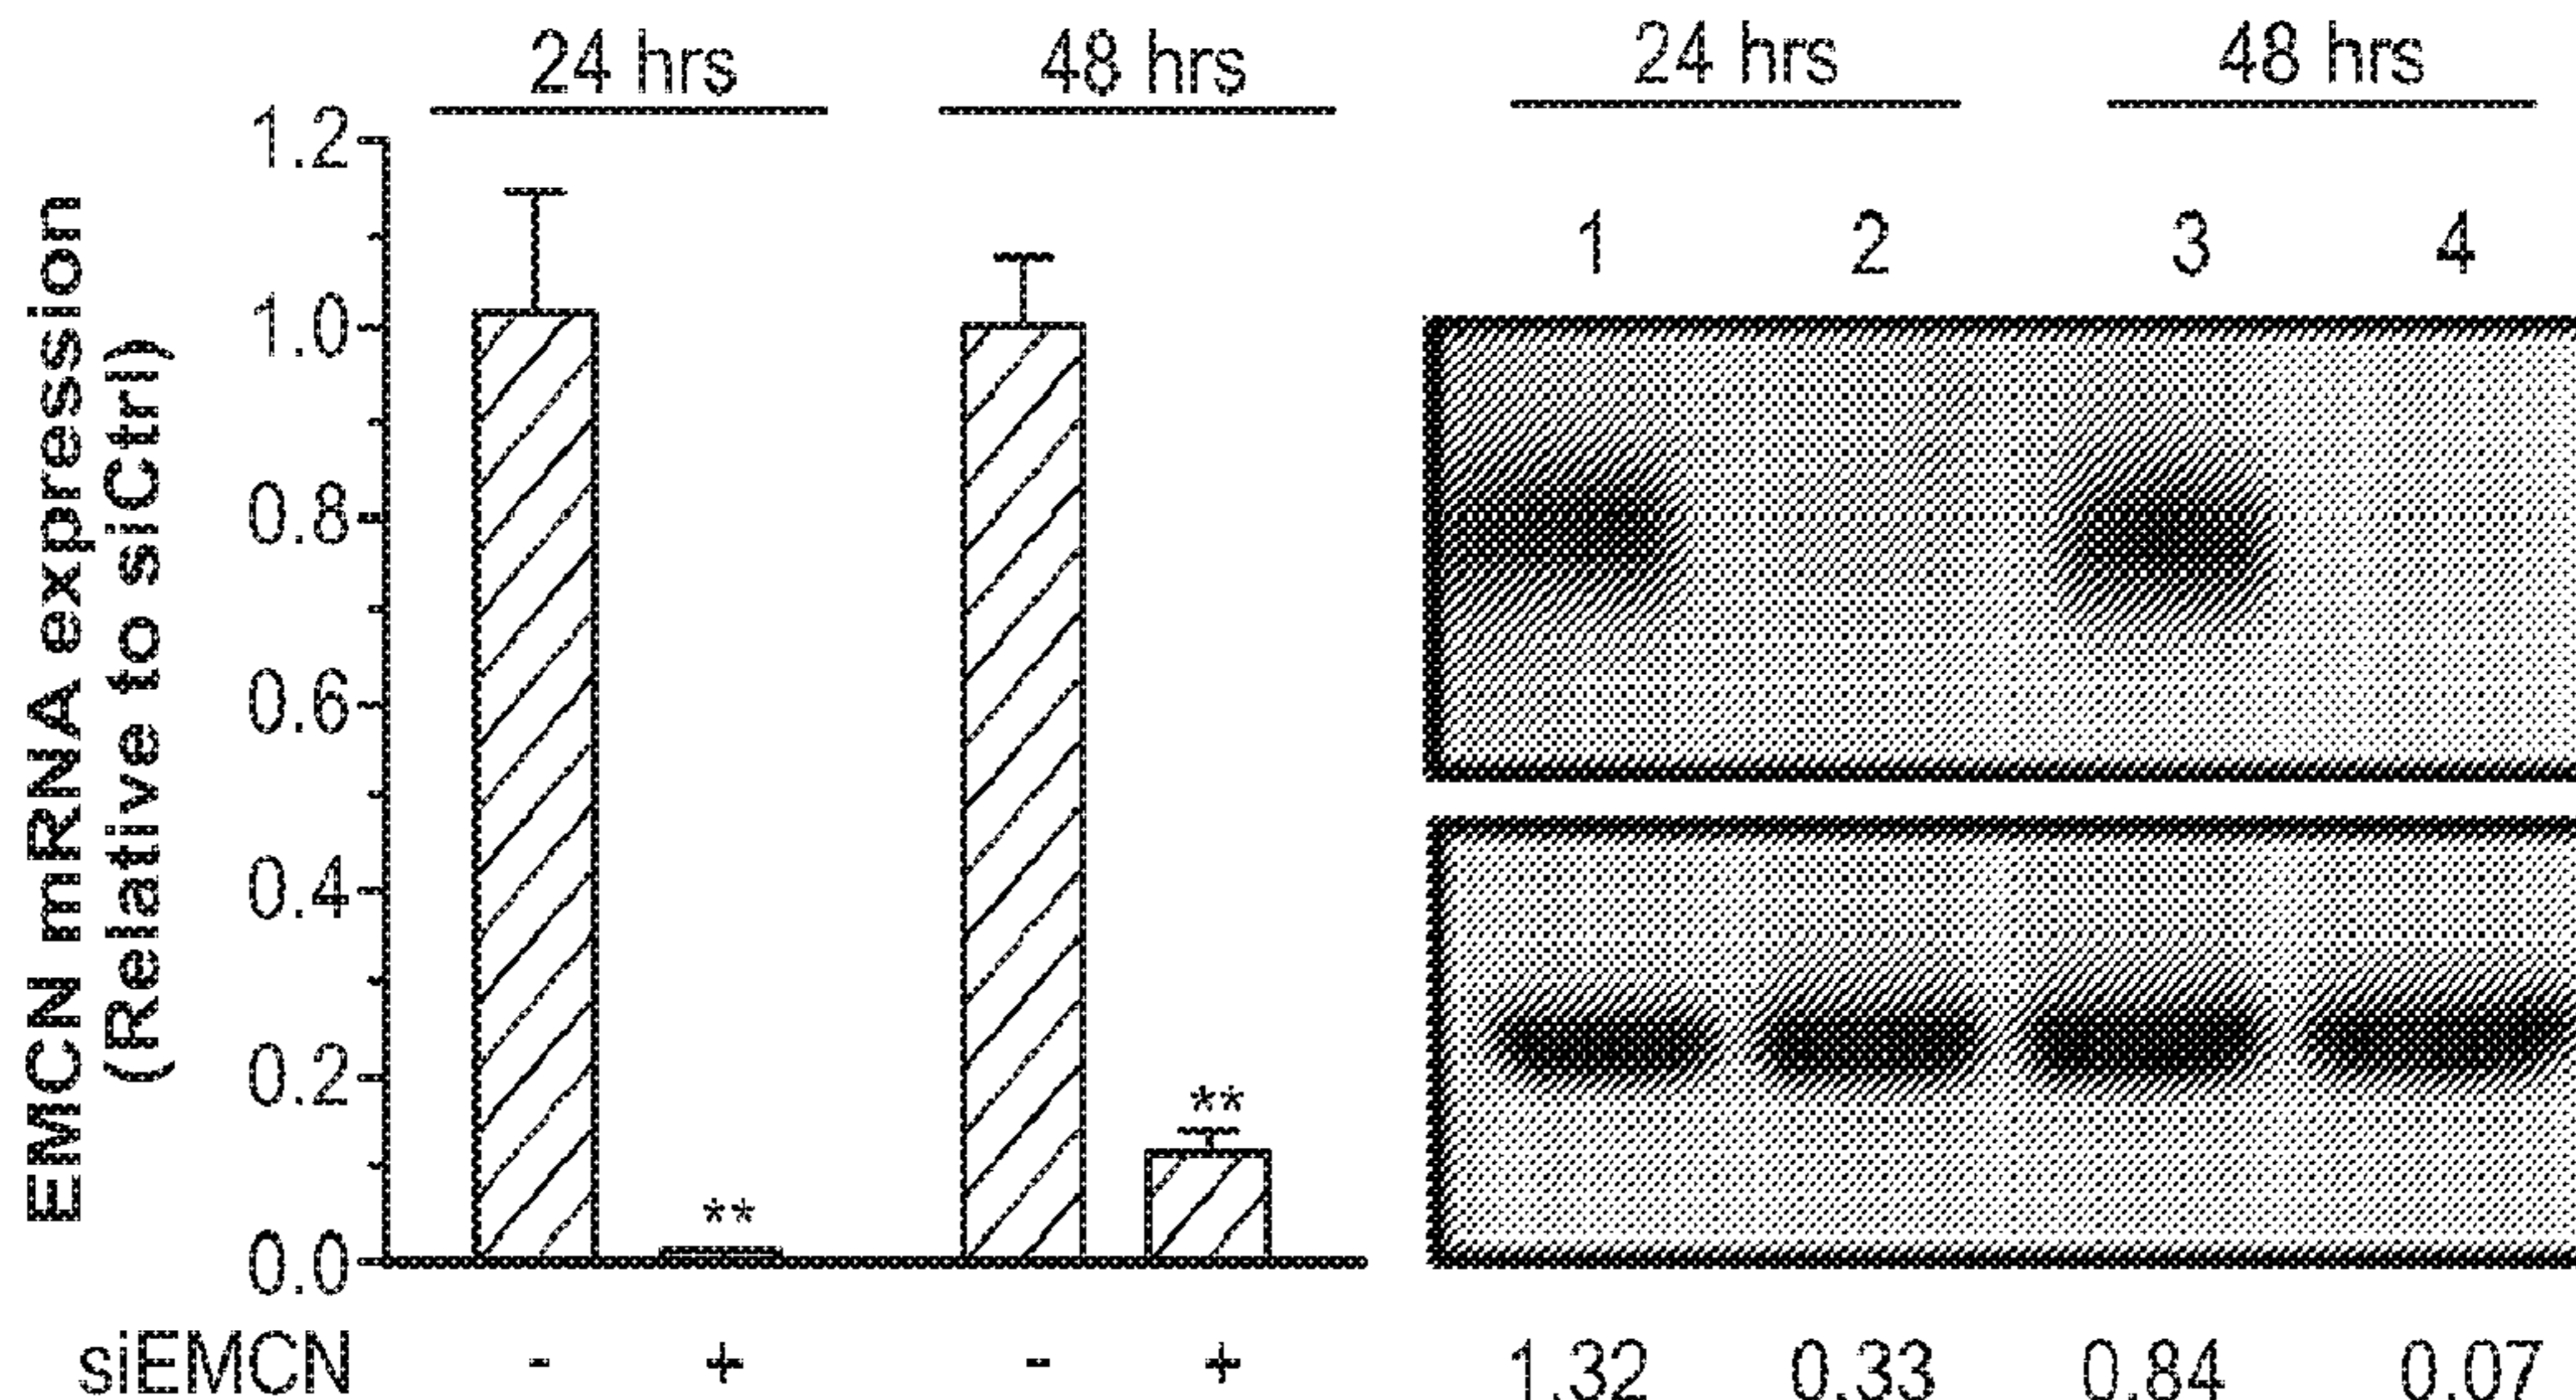 24 hrs 48 hrs 24 hrs 48 hrs
1.2
1 2 3 4
1.0
0.8
0.6
0.4
0.2
0.0
EMCN mRNA expression
(Relative to siCtrl)
**
**
siEMCN - + - + 1.32 0.33 0.84 0.07